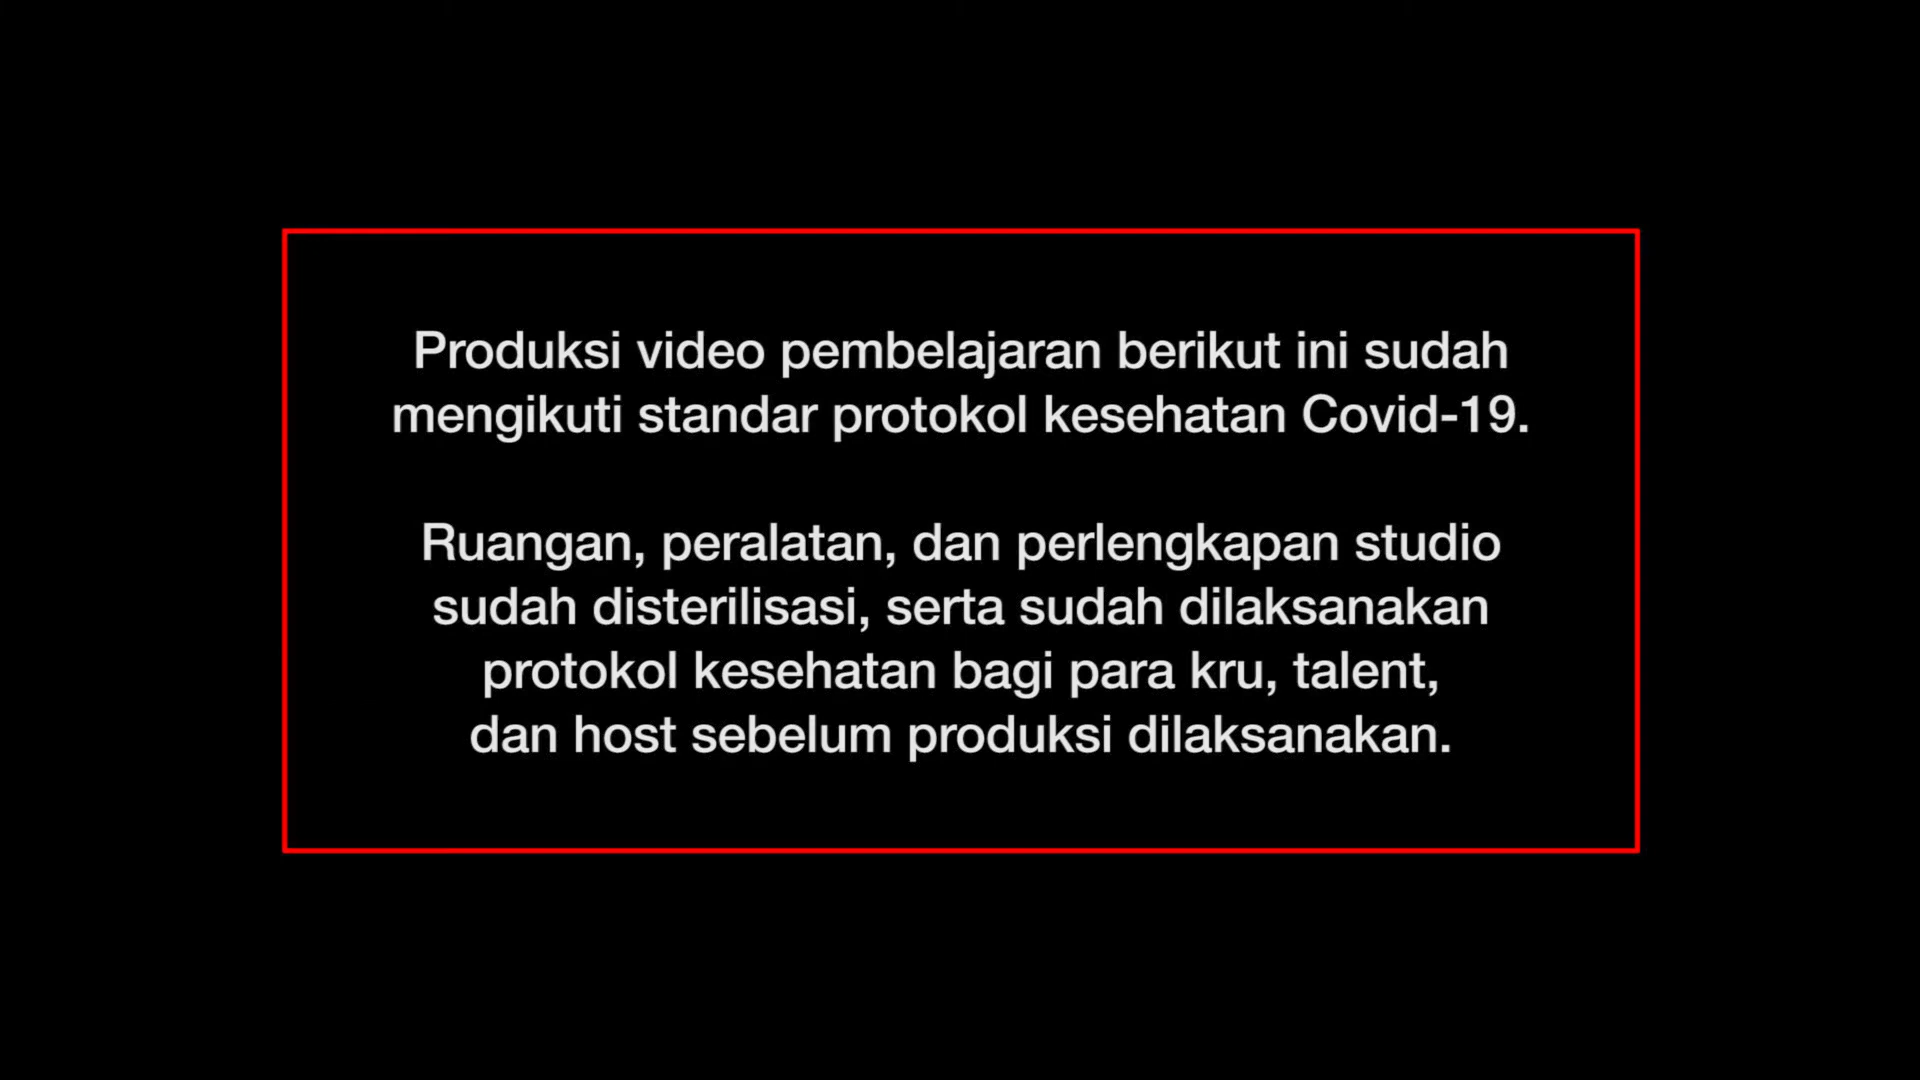 Produksi video pembelajaran berikut ini sudah
mengikuti standar protokol kesehatan Covid-19.
Ruangan, peralatan, dan perlengkapan studio
sudah disterilisasi, serta sudah dilaksanakan
protokol kesehatan bagi para kru, talent,
dan host sebelum produksi dilaksanakan.